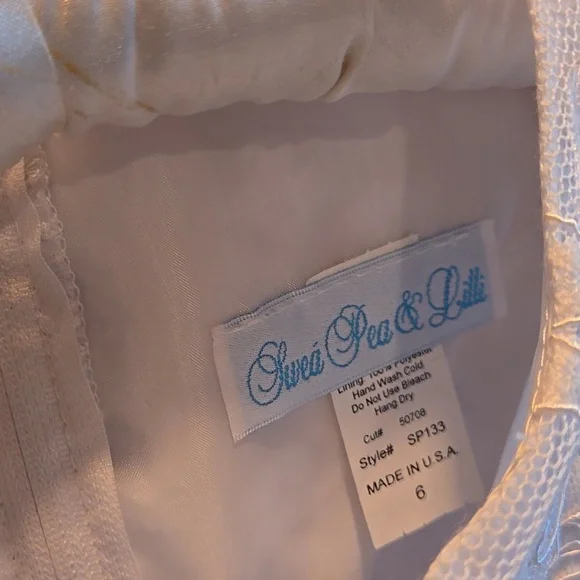 Sweá Pea & Lilli
Lining: 100% Polyester
Hand Wash Cold
Do Not Use Bleach
Hang Dry
Cut# 50708
Style# SP133
MADE IN U.S.A.
6